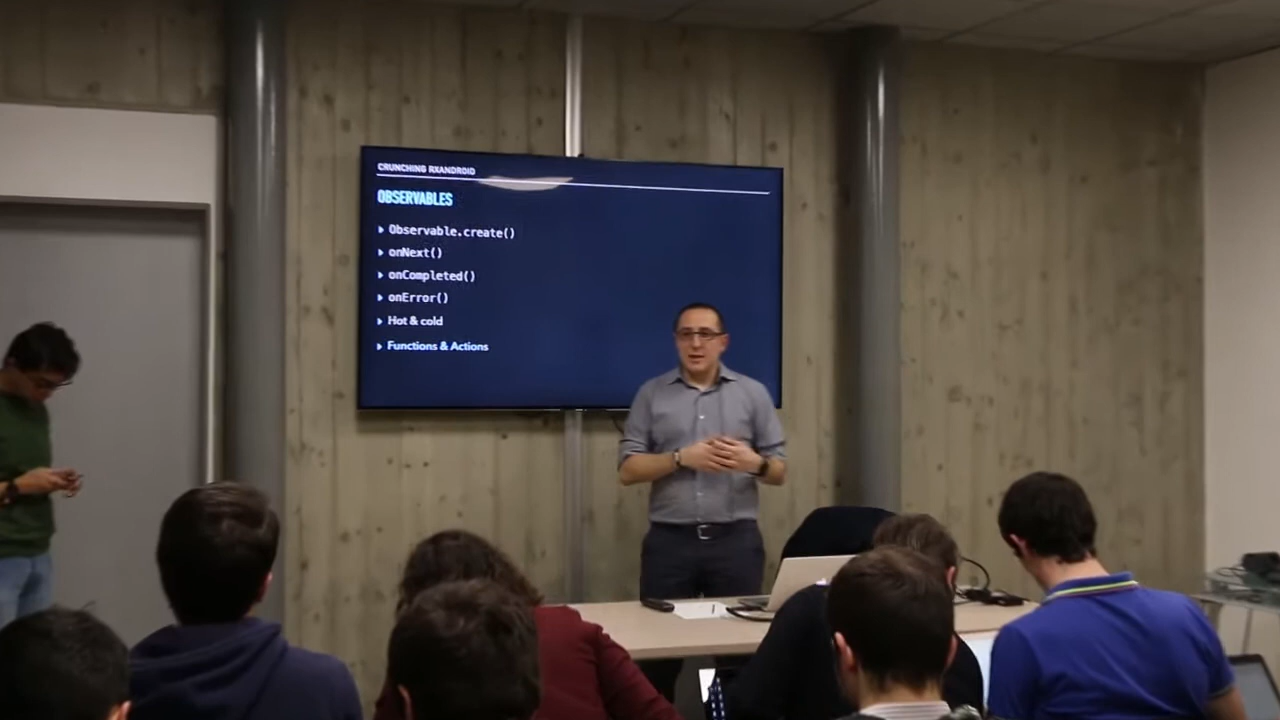 CRUNCHING RXANDROID
OBSERVABLES
Observable.create()
onNext()
onCompleted()
onError()
Hot & cold
Functions & Actions